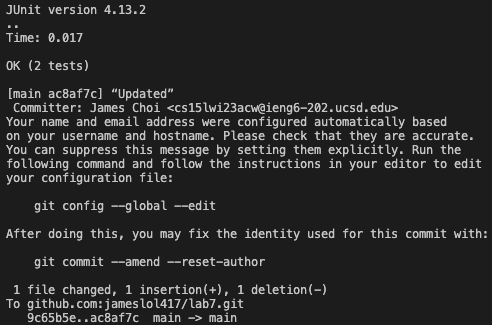 JUnit version 4.13.2
..
Time: 0.017
OK (2 tests)
[main ac8af7c] “Updated”
Committer: James Choi <cs15lwi23acw@ieng6-202.ucsd.edu>
Your name and email address were configured automatically based
on your username and hostname. Please check that they are accurate.
You can suppress this message by setting them explicitly. Run the
following command and follow the instructions in your editor to edit
your configuration file:
git config --global --edit
After doing this, you may fix the identity used for this commit with:
git commit --amend --reset-author
1 file changed, 1 insertion(+), 1 deletion(-)
To github.com:jameslol417/lab7.git
9c65b5e..ac8af7c  main -> main